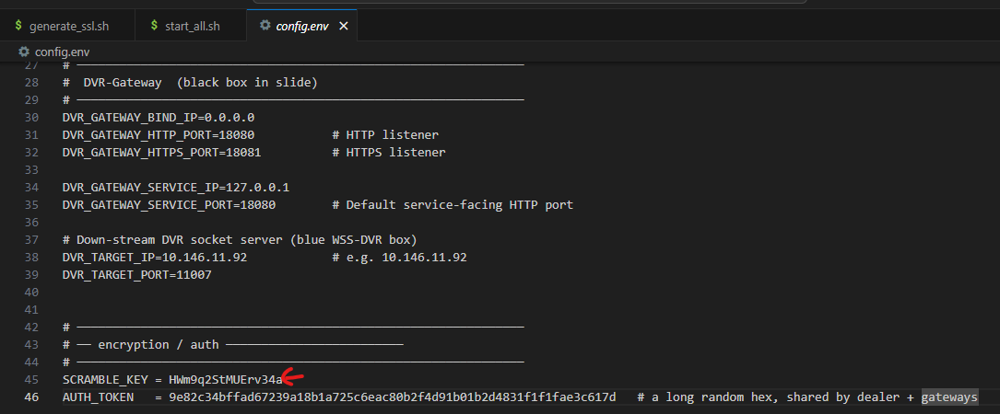 generate_ssl.sh
start_all.sh
config.env
config.env
27 # ────────────────────────────────────────
28 #  DVR-Gateway  (black box in slide)
29 # ────────────────────────────────────────
30 DVR_GATEWAY_BIND_IP=0.0.0.0
31 DVR_GATEWAY_HTTP_PORT=18080 # HTTP listener
32 DVR_GATEWAY_HTTPS_PORT=18081 # HTTPS listener
33
34 DVR_GATEWAY_SERVICE_IP=127.0.0.1
35 DVR_GATEWAY_SERVICE_PORT=18080 # Default service-facing HTTP port
36
37 # Down-stream DVR socket server (blue WSS-DVR box)
38 DVR_TARGET_IP=10.146.11.92 # e.g. 10.146.11.92
39 DVR_TARGET_PORT=11007
40
41
42 # ────────────────────────────────────────
43 # ── encryption / auth ─────────────────────────
44 # ────────────────────────────────────────
45 SCRAMBLE_KEY = HWm9q2StMUErv34a
46 AUTH_TOKEN   = 9e82c34bffad67239a18b1a725c6eac80b2f4d91b01b2d4831f1f1fae3c617d # a long random hex, shared by dealer + gateways